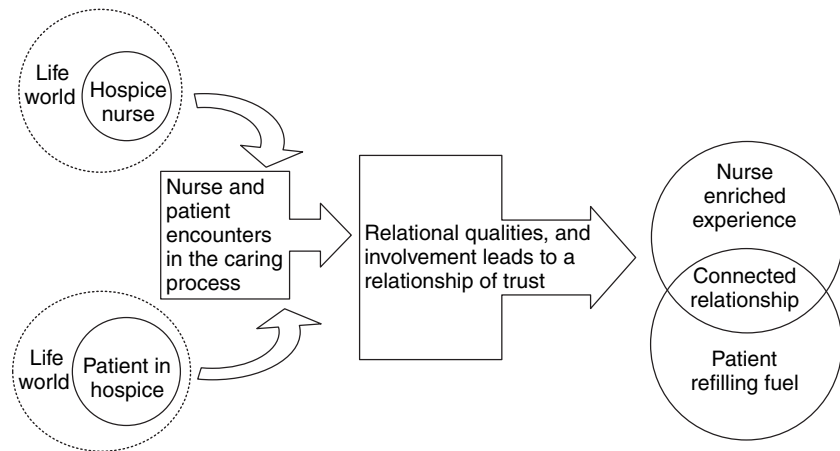 Life
world
Hospice
nurse
Nurse and
patient
encounters
in the caring
process
Life
world
Patient in
hospice
Relational qualities, and
involvement leads to a
relationship of trust
Nurse
enriched
experience
Connected
relationship
Patient
refilling fuel